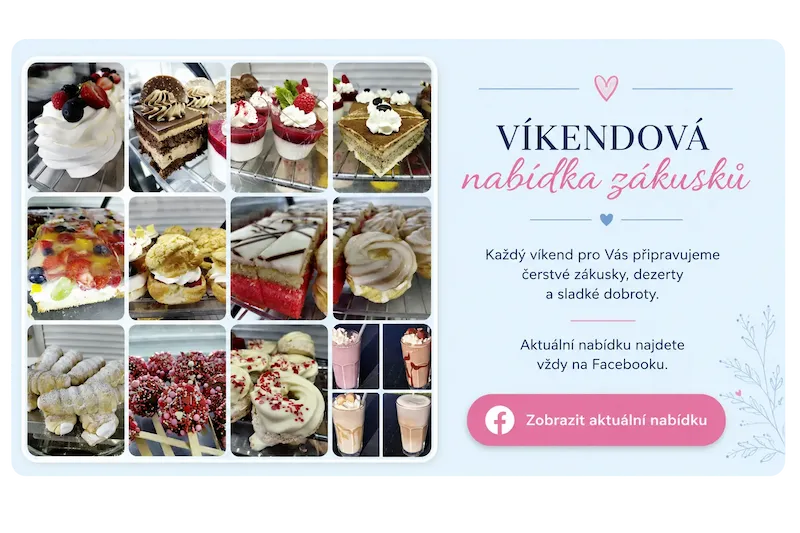 VÍKENDOVÁ
nabídka zákusků
Každý víkend pro Vás připravujeme
čerstvé zákusky, dezerty
a sladké dobroty.
Aktuální nabídku najdete
vždy na Facebooku.
Zobrazit aktuální nabídku